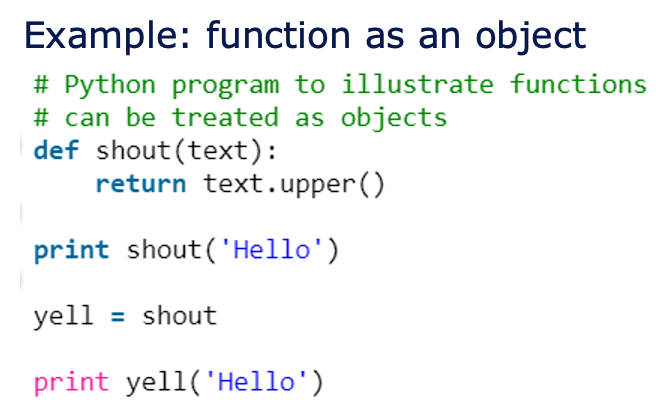 Example: function as an object
# Python program to illustrate functions
# can be treated as objects
def shout(text):
    return text.upper()
print shout('Hello')
yell = shout
print yell('Hello')